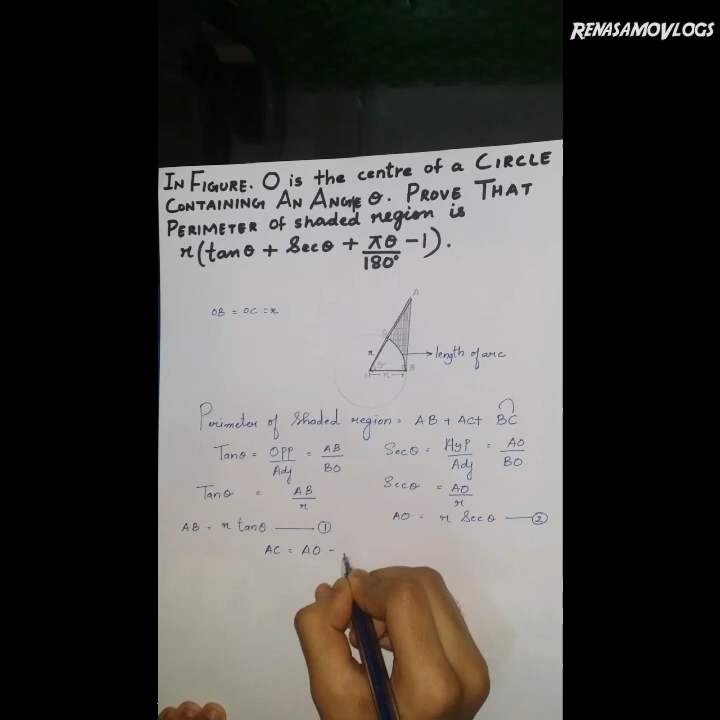 RENASAMOVLOGS
IN FIGURE. O is the centre of a CIRCLE
CONTAINING AN ANGLE θ. PROVE THAT
PERIMETER of shaded region is
r(tanθ + Secθ + πθ/180° - 1).
OB = OC = r
A
C
r
θ
length of arc
O
r
B
Perimeter of Shaded region = AB + AC + BC
Tanθ = OPP/Adj = AB/BO
Secθ = HyP/Adj = AO/BO
Tanθ = AB/r
Secθ = AO/r
AB = r tanθ ①
AO = r Secθ ②
AC = AO -